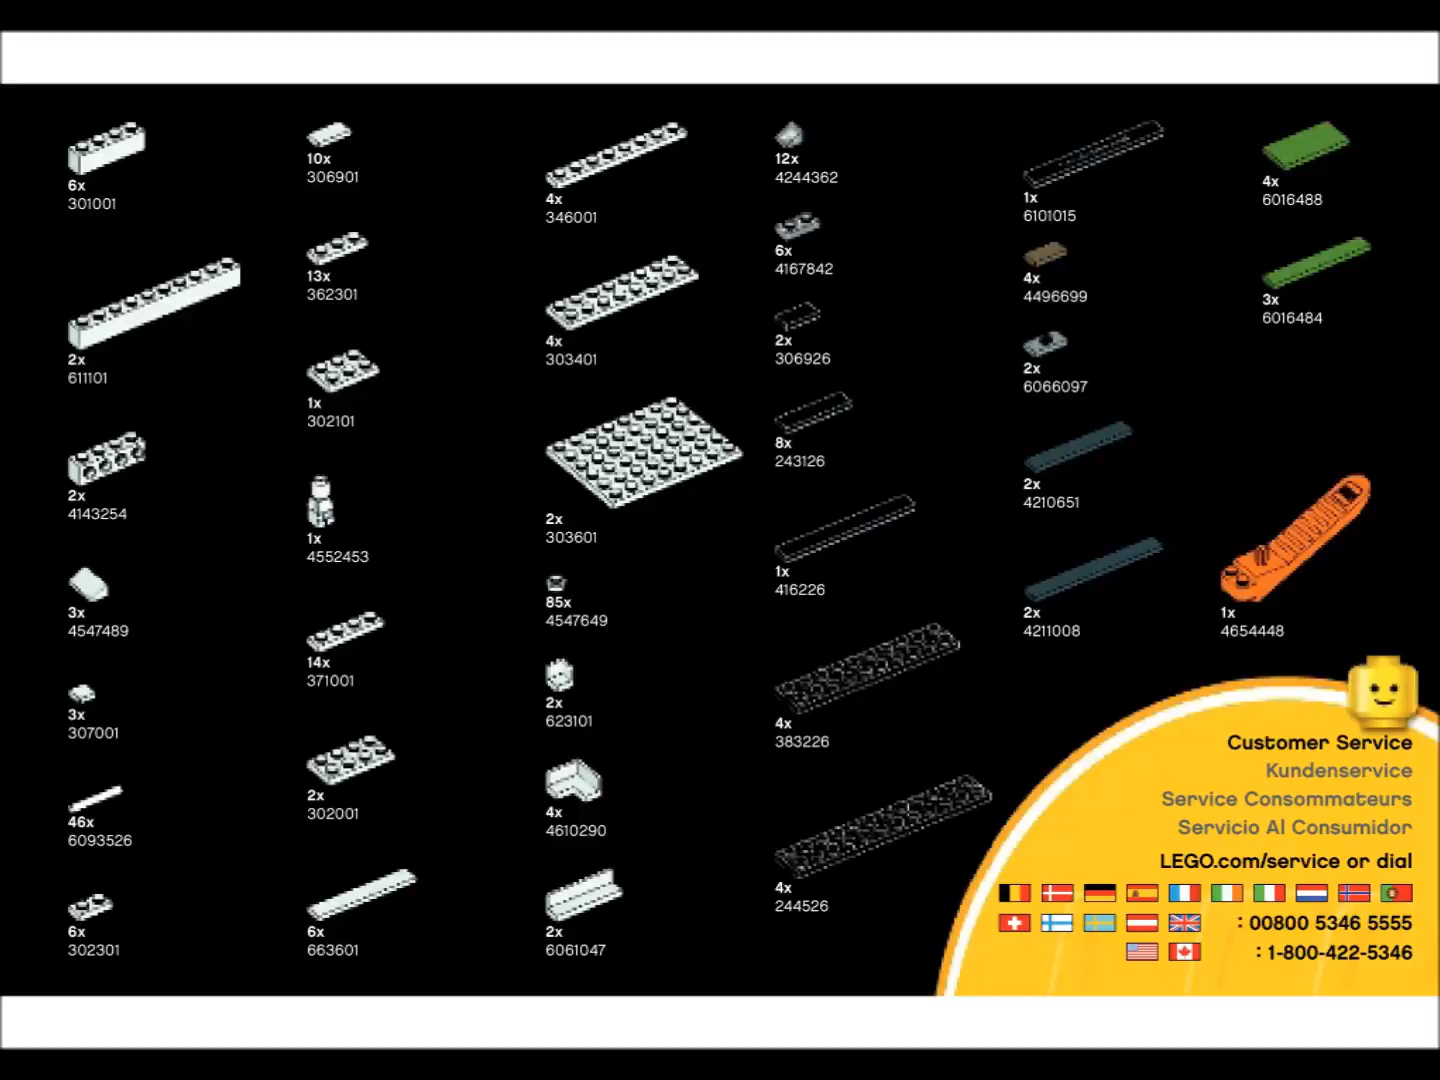 6x
301001
2x
611101
2x
4143254
3x
4547489
3x
307001
46x
6093526
6x
302301
10x
306901
13x
362301
1x
302101
1x
4552453
14x
371001
2x
302001
6x
663601
4x
346001
4x
303401
2x
303601
85x
4547649
2x
623101
4x
4610290
2x
6061047
12x
4244362
6x
4167842
2x
306926
8x
243126
1x
416226
4x
383226
4x
244526
1x
6101015
4x
4496699
2x
6066097
2x
4210651
2x
4211008
4x
6016488
3x
6016484
1x
4654448
Customer Service
Kundenservice
Service Consommateurs
Servicio Al Consumidor
LEGO.com/service or dial
: 00800 5346 5555
: 1-800-422-5346